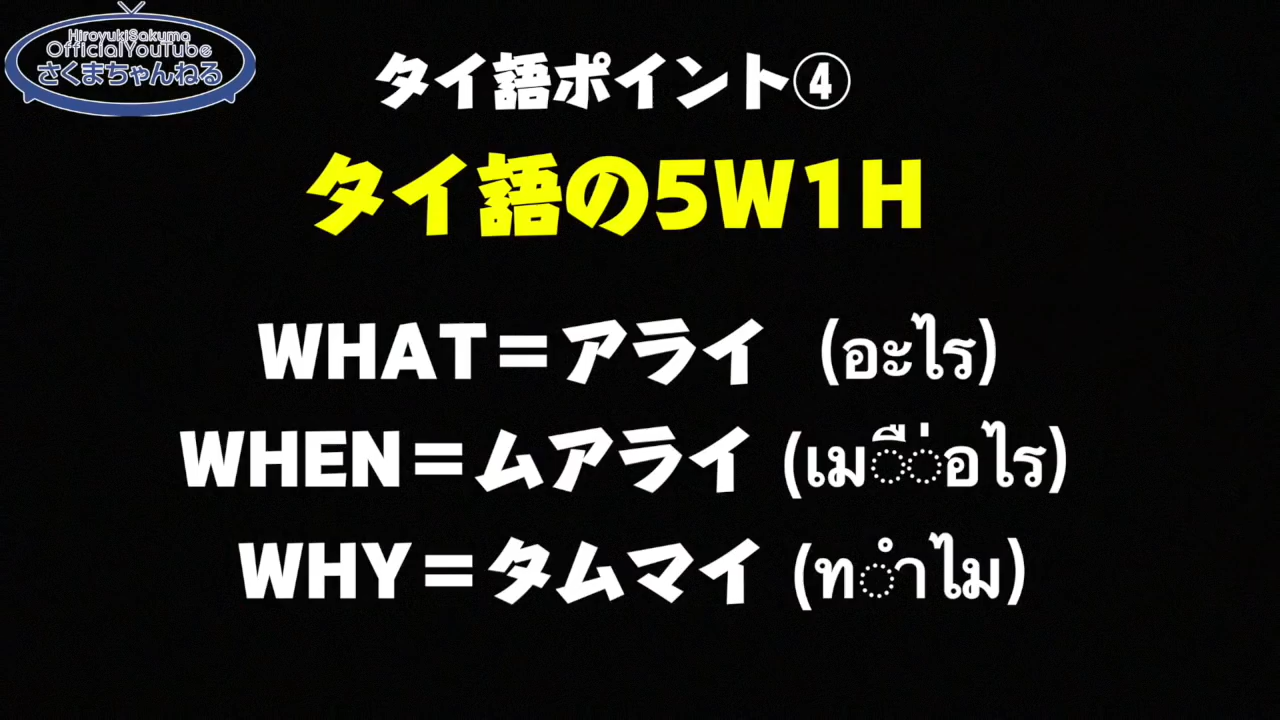 HiroyukiSakuma
OfficialYouTube
さくまちゃんねる
タイ語ポイント④
タイ語の5W1H
WHAT＝アライ (อะไร)
WHEN＝ムアライ (เม◌ื◌่อไร)
WHY＝タムマイ (ท◌ำไม)